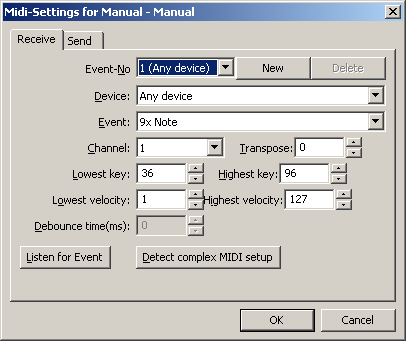 Midi-Settings for Manual - Manual
Receive Send
Event-No 1 (Any device) New Delete
Device: Any device
Event: 9x Note
Channel: 1 Transpose: 0
Lowest key: 36 Highest key: 96
Lowest velocity: 1 Highest velocity: 127
Debounce time(ms): 0
Listen for Event Detect complex MIDI setup
OK Cancel